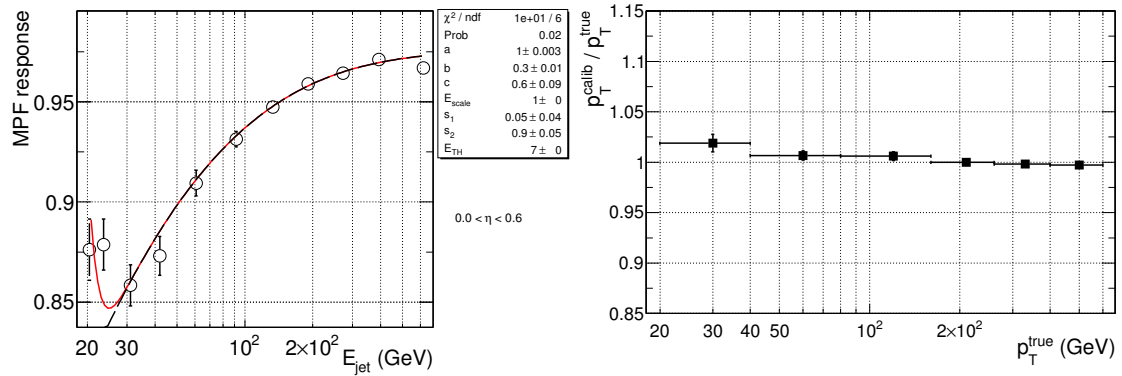 MPF response
0.95
0.9
0.85
20
30
10²
2×10²
E_jet (GeV)
χ² / ndf 1e+01 / 6
Prob 0.02
a 1± 0.003
b 0.3± 0.01
c 0.6± 0.09
E_scale 1± 0
s₁ 0.05± 0.04
s₂ 0.9± 0.05
E_TH 7± 0
0.0 < η < 0.6
p_T^calib / p_T^true
1.15
1.1
1.05
1
0.95
0.9
0.85
20
30
40
50
10²
2×10²
p_T^true (GeV)